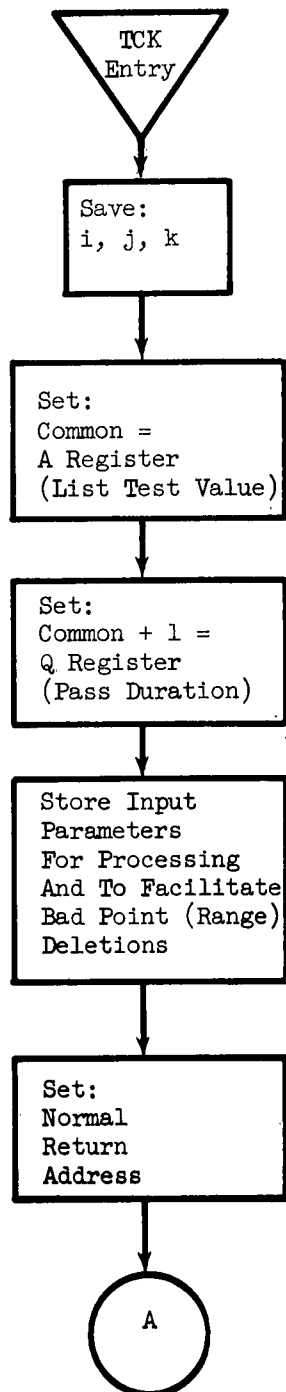 TCK
Entry
Save:
i, j, k
Set:
Common =
A Register
(List Test Value)
Set:
Common + 1 =
Q Register
(Pass Duration)
Store Input
Parameters
For Processing
And To Facilitate
Bad Point (Range)
Deletions
Set:
Normal
Return
Address
A